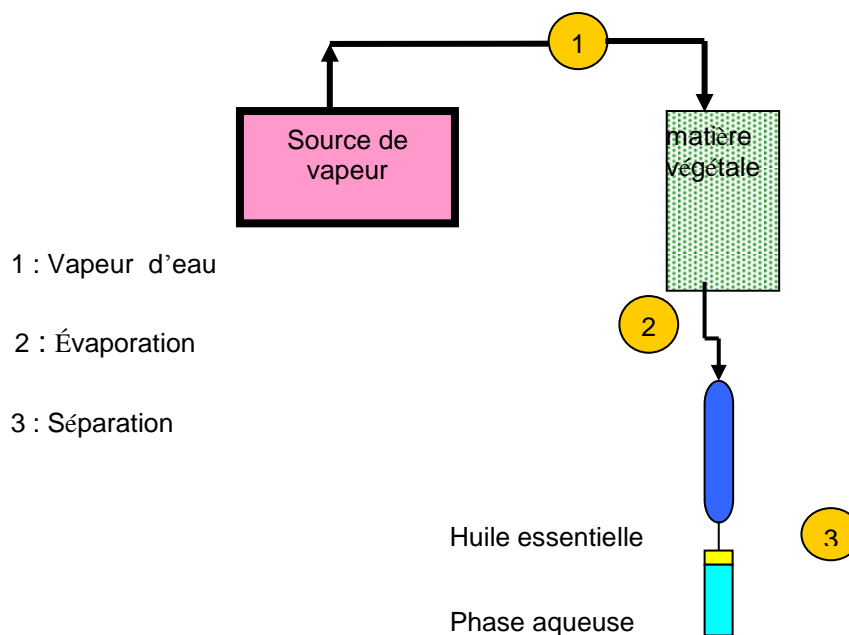 1
Source de
vapeur
matière
végétale
1 : Vapeur d’eau
2
2 : Évaporation
3 : Séparation
Huile essentielle
3
Phase aqueuse